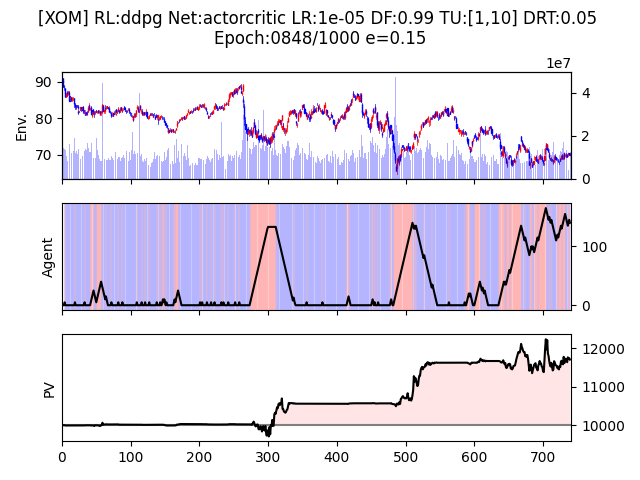 [XOM] RL:ddpg Net:actorcritic LR:1e-05 DF:0.99 TU:[1,10] DRT:0.05
Epoch:0848/1000 e=0.15
1e7
90
80
70
Env.
4
2
0
Agent
100
0
PV
12000
11000
10000
0 100 200 300 400 500 600 700